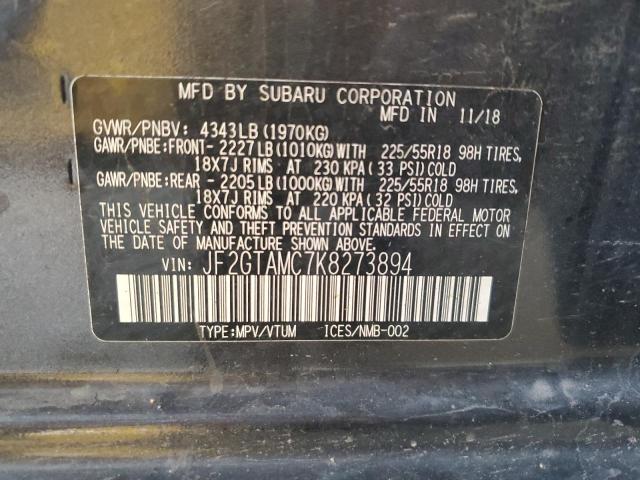 MFD BY SUBARU CORPORATION
MFD IN 11/18
GVWR/PNBV: 4343LB(1970KG)
GAWR/PNBE:FRONT- 2227LB(1010KG)WITH 225/55R18 98H TIRES,
18X7J RIMS AT 230 KPA(33 PSI)COLD
GAWR/PNBE:REAR - 2205LB(1000KG)WITH 225/55R18 98H TIRES,
18X7J RIMS AT 220 KPA(32 PSI)COLD
THIS VEHICLE CONFORMS TO ALL APPLICABLE FEDERAL MOTOR
VEHICLE SAFETY AND THEFT PREVENTION STANDARDS IN EFFECT
ON THE DATE OF MANUFACTURE SHOWN ABOVE.
VIN: JF2GTAMC7K8273894
TYPE:MPV/VTUM ICES/NMB-002